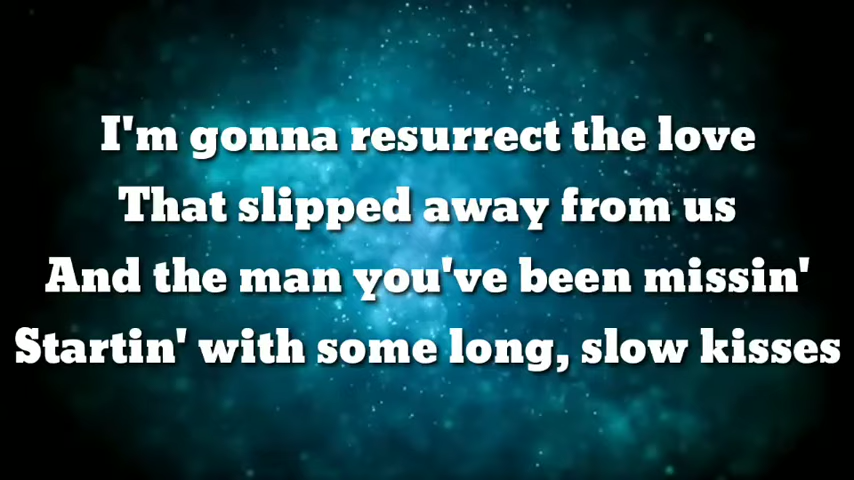 I'm gonna resurrect the love
That slipped away from us
And the man you've been missin'
Startin' with some long, slow kisses